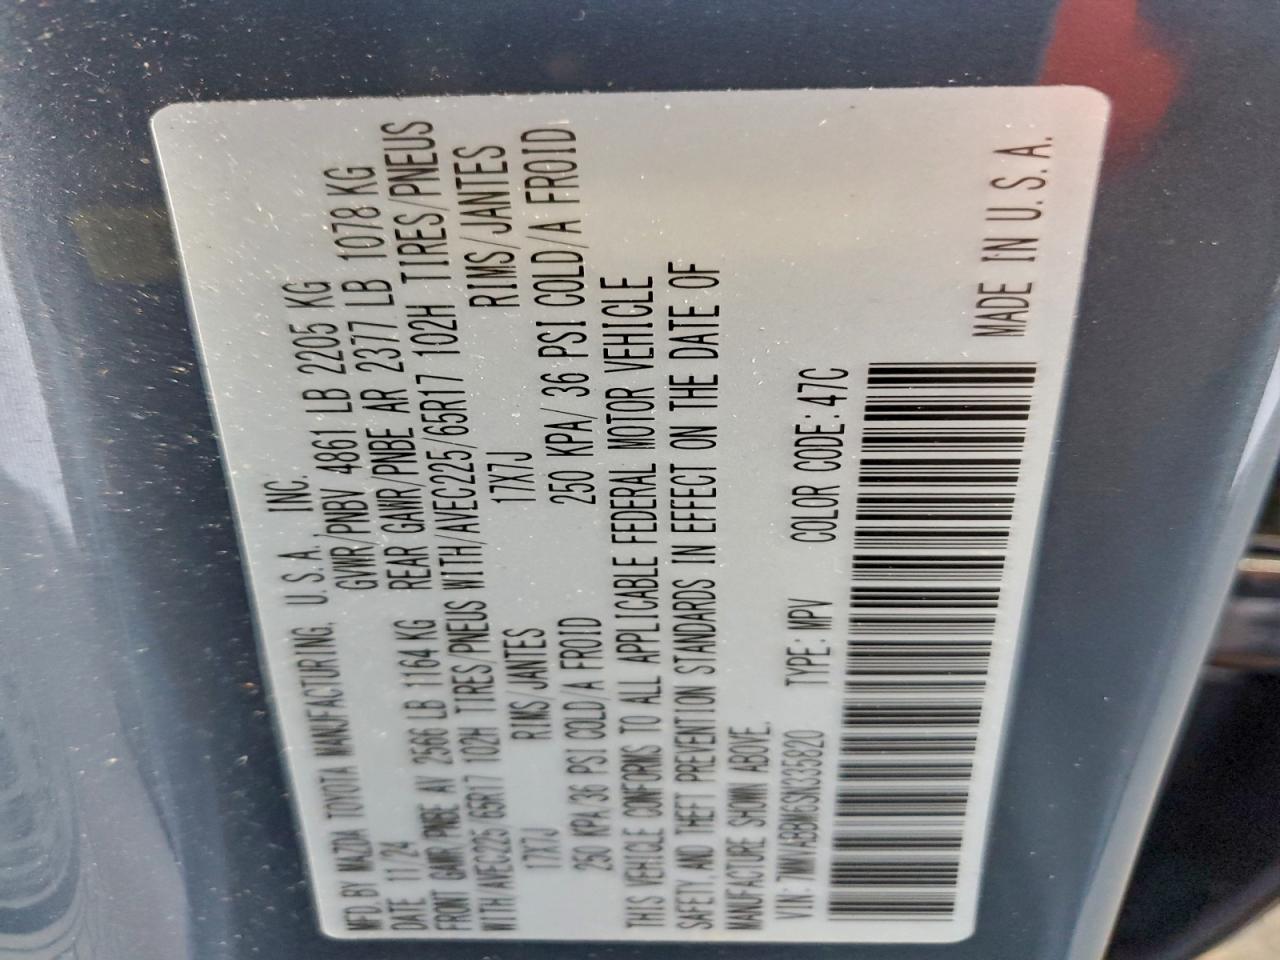 MFD. BY MAZDA TOYOTA MANUFACTURING, U.S.A., INC.
DATE 11/24 GVWR/PNBV 4861 LB 2205 KG
FRONT GAWR/PNBE AV 2566 LB 1164 KG REAR GAWR/PNBE AR 2377 LB 1078 KG
WITH/AVEC225/65R17 102H TIRES/PNEUS WITH/AVEC225/65R17 102H TIRES/PNEUS
17X7J RIMS/JANTES 17X7J RIMS/JANTES
250 KPA/36 PSI COLD/A FROID 250 KPA/ 36 PSI COLD/A FROID
THIS VEHICLE CONFORMS TO ALL APPLICABLE FEDERAL MOTOR VEHICLE
SAFETY AND THEFT PREVENTION STANDARDS IN EFFECT ON THE DATE OF
MANUFACTURE SHOWN ABOVE.
VIN: 7MMVABBM6SN335820 TYPE: MPV COLOR CODE: 47C
MADE IN U.S.A.